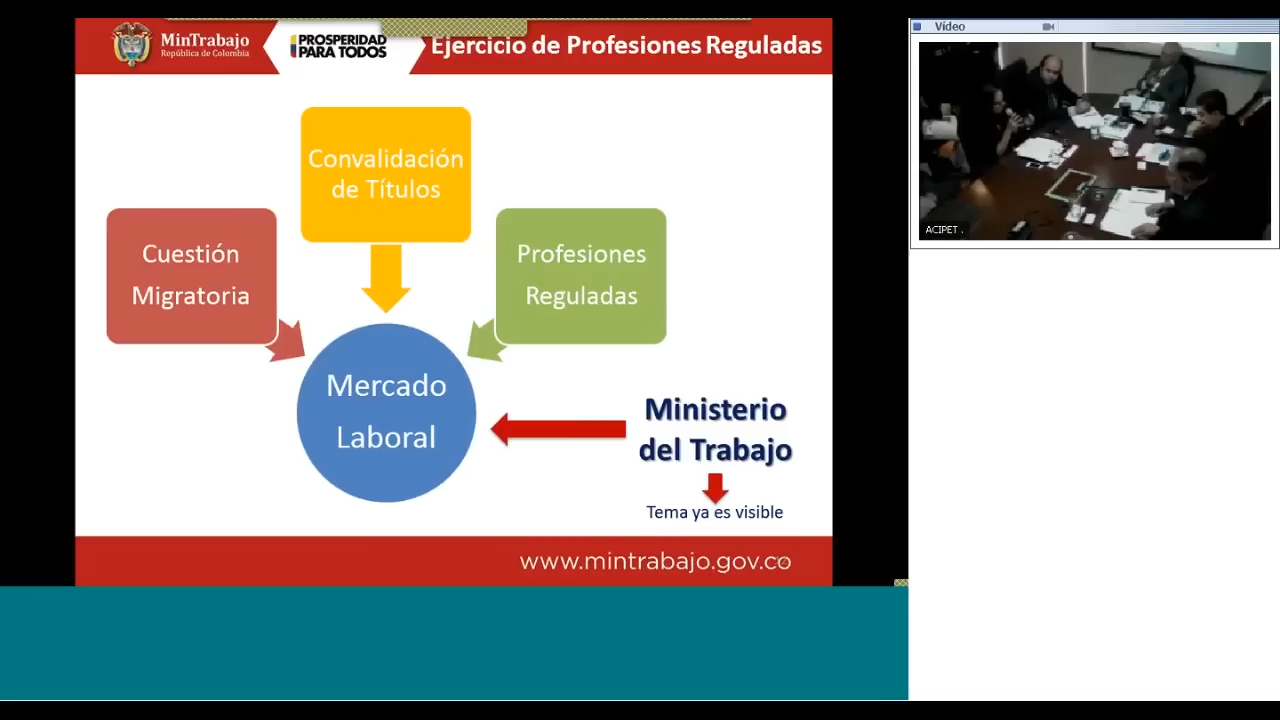 MinTrabajo
República de Colombia
PROSPERIDAD
PARA TODOS
Ejercicio de Profesiones Reguladas
Convalidación
de Títulos
Cuestión
Migratoria
Profesiones
Reguladas
Mercado
Laboral
Ministerio
del Trabajo
Tema ya es visible
www.mintrabajo.gov.co
Vídeo
ACIPET .